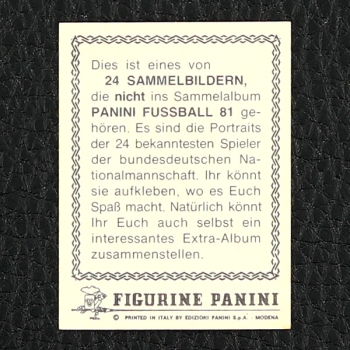 Dies ist eines von
24 SAMMELBILDERN,
die nicht ins Sammelalbum
PANINI FUSSBALL 81 ge-
hören. Es sind die Portraits
der 24 bekanntesten Spieler
der bundesdeutschen Na-
tionalmannschaft. Ihr könnt
sie aufkleben, wo es Euch
Spaß macht. Natürlich könnt
Ihr Euch auch selbst ein
interessantes Extra-Album
zusammenstellen.
FIGURINE PANINI
© PRINTED IN ITALY BY EDIZIONI PANINI S.p.A. - MODENA